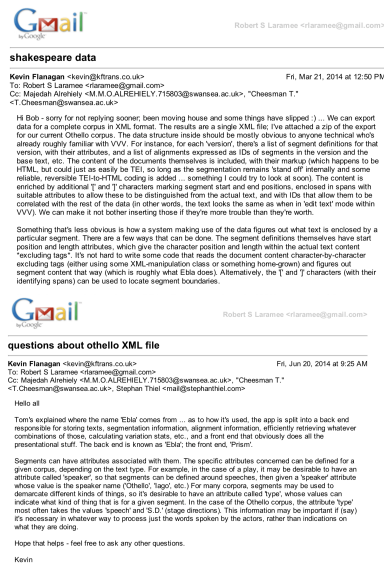 Gmail
by Google
Robert S Laramee <rlaramee@gmail.com>
shakespeare data
Kevin Flanagan <kevin@kftrans.co.uk>
Fri, Mar 21, 2014 at 12:50 PM
To: Robert S Laramee <rlaramee@gmail.com>
Cc: Majedah Alrehiely <M.M.O.ALREHIELY.715803@swansea.ac.uk>, "Cheesman T."
<T.Cheesman@swansea.ac.uk>
Hi Bob - sorry for not replying sooner; been moving house and some things have slipped :) ... We can export
data for a complete corpus in XML format. The results are a single XML file; I've attached a zip of the export
for our current Othello corpus. The data structure inside should be mostly obvious to anyone technical who's
already roughly familiar with VVV. For instance, for each 'version', there's a list of segment definitions for that
version, with their attributes, and a list of alignments expressed as IDs of segments in the version and the
base text, etc. The content of the documents themselves is included, with their markup (which happens to be
HTML, but could just as easily be TEI, so long as the segmentation remains 'stand off' internally and some
reliable, reversible TEI-to-HTML coding is added ... something I could try to look at soon). The content is
enriched by additional '[' and ']' characters marking segment start and end positions, enclosed in spans with
suitable attributes to allow these to be distinguished from the actual text, and with IDs that allow them to be
correlated with the rest of the data (in other words, the text looks the same as when in 'edit text' mode within
VVV). We can make it not bother inserting those if they're more trouble than they're worth.
Something that's less obvious is how a system making use of the data figures out what text is enclosed by a
particular segment. There are a few ways that can be done. The segment definitions themselves have start
position and length attributes, which give the character position and length within the actual text content
*excluding tags*. It's not hard to write some code that reads the document content character-by-character
excluding tags (either using some XML-manipulation class or something home-grown) and figures out
segment content that way (which is roughly what Ebla does). Alternatively, the '[' and ']' characters (with their
identifying spans) can be used to locate segment boundaries.
Gmail
by Google
Robert S Laramee <rlaramee@gmail.com>
questions about othello XML file
Kevin Flanagan <kevin@kftrans.co.uk>
Fri, Jun 20, 2014 at 9:25 AM
To: Robert S Laramee <rlaramee@gmail.com>
Cc: Majedah Alrehiely <M.M.O.ALREHIELY.715803@swansea.ac.uk>, "Cheesman T."
<T.Cheesman@swansea.ac.uk>, Stephan Thiel <mail@stephanthiel.com>
Hello all
Tom's explained where the name 'Ebla' comes from ... as to how it's used, the app is split into a back end
responsible for storing texts, segmentation information, alignment information, efficiently retrieving whatever
combinations of those, calculating variation stats, etc., and a front end that obviously does all the
presentational stuff. The back end is known as 'Ebla'; the front end, 'Prism'.
Segments can have attributes associated with them. The specific attributes concerned can be defined for a
given corpus, depending on the text type. For example, in the case of a play, it may be desirable to have an
attribute called 'speaker', so that segments can be defined around speeches, then given a 'speaker' attribute
whose value is the speaker name ('Othello', 'Iago', etc.) For many corpora, segments may be used to
demarcate different kinds of things, so it's desirable to have an attribute called 'type', whose values can
indicate what kind of thing that is for a given segment. In the case of the Othello corpus, the attribute 'type'
most often takes the values 'speech' and 'S.D.' (stage directions). This information may be important if (say)
it's necessary in whatever way to process just the words spoken by the actors, rather than indications on
what they are doing.
Hope that helps - feel free to ask any other questions.
Kevin